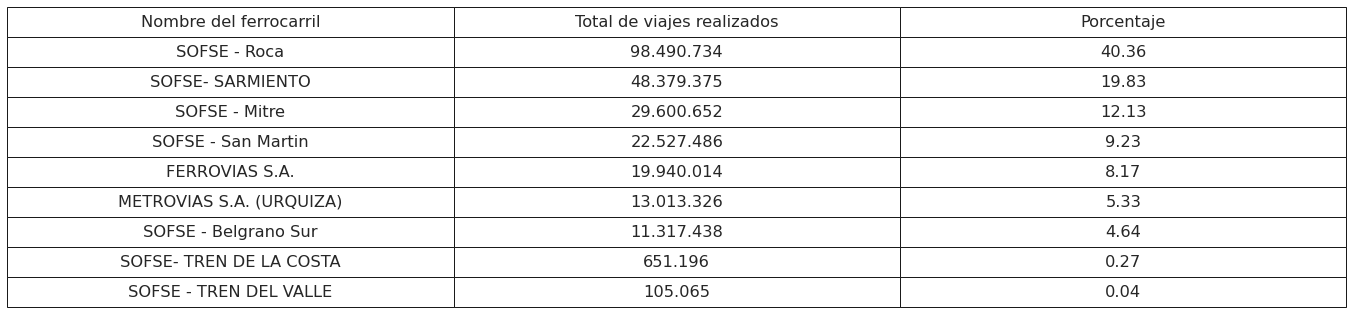 Nombre del ferrocarril Total de viajes realizados Porcentaje
SOFSE - Roca 98.490.734 40.36
SOFSE- SARMIENTO 48.379.375 19.83
SOFSE - Mitre 29.600.652 12.13
SOFSE - San Martin 22.527.486 9.23
FERROVIAS S.A. 19.940.014 8.17
METROVIAS S.A. (URQUIZA) 13.013.326 5.33
SOFSE - Belgrano Sur 11.317.438 4.64
SOFSE- TREN DE LA COSTA 651.196 0.27
SOFSE - TREN DEL VALLE 105.065 0.04